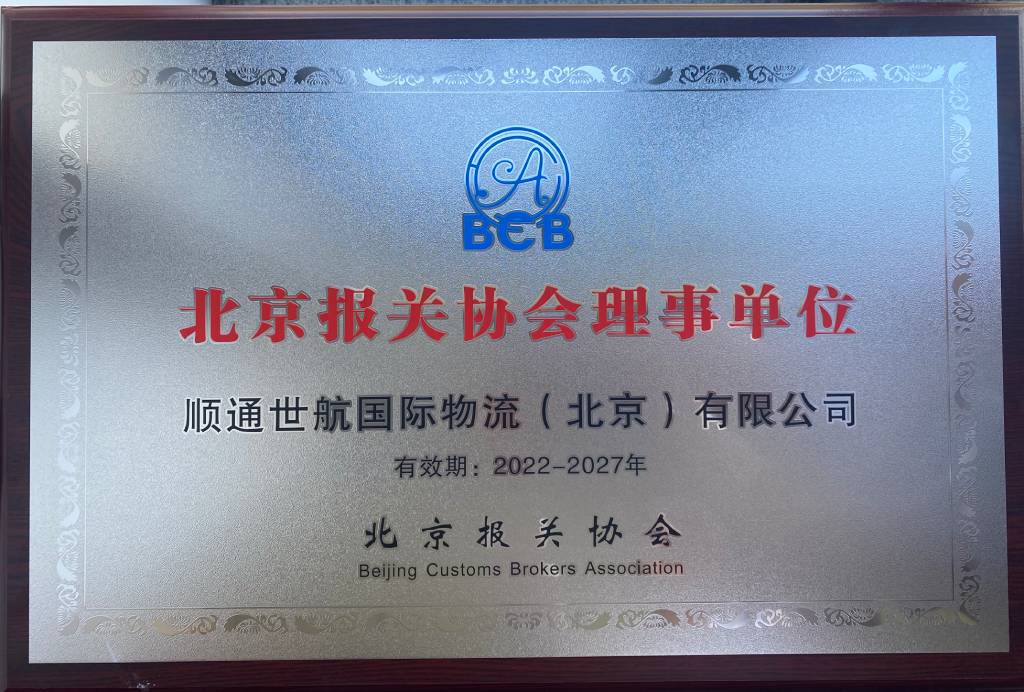 A
BCB
北京报关协会理事单位
顺通世航国际物流（北京）有限公司
有效期：2022-2027年
北京报关协会
Beijing Customs Brokers Association